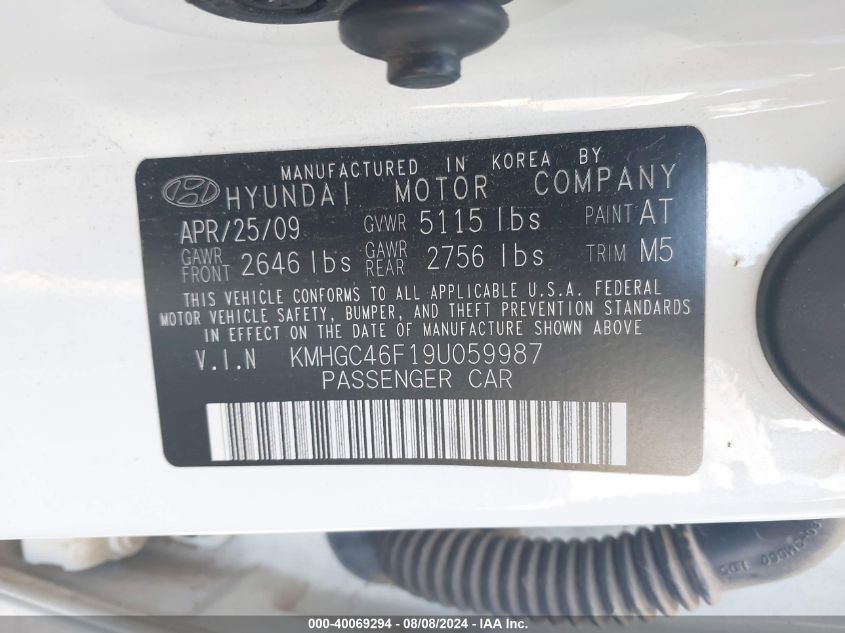 MANUFACTURED IN KOREA BY
HYUNDAI MOTOR COMPANY
APR/25/09 GVWR 5115 lbs PAINT AT
GAWR FRONT 2646 lbs GAWR REAR 2756 lbs TRIM M5
THIS VEHICLE CONFORMS TO ALL APPLICABLE U.S.A. FEDERAL
MOTOR VEHICLE SAFETY, BUMPER, AND THEFT PREVENTION STANDARDS
IN EFFECT ON THE DATE OF MANUFACTURE SHOWN ABOVE
V.I.N KMHGC46F19U059987
PASSENGER CAR
000-40069294 - 08/08/2024 - IAA Inc.